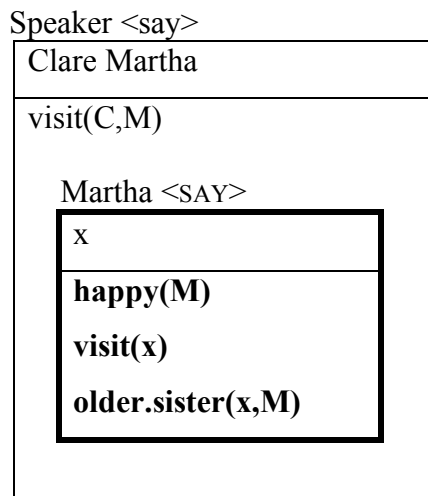 Speaker <say>
Clare Martha
visit(C,M)
Martha <SAY>
x
happy(M)
visit(x)
older.sister(x,M)